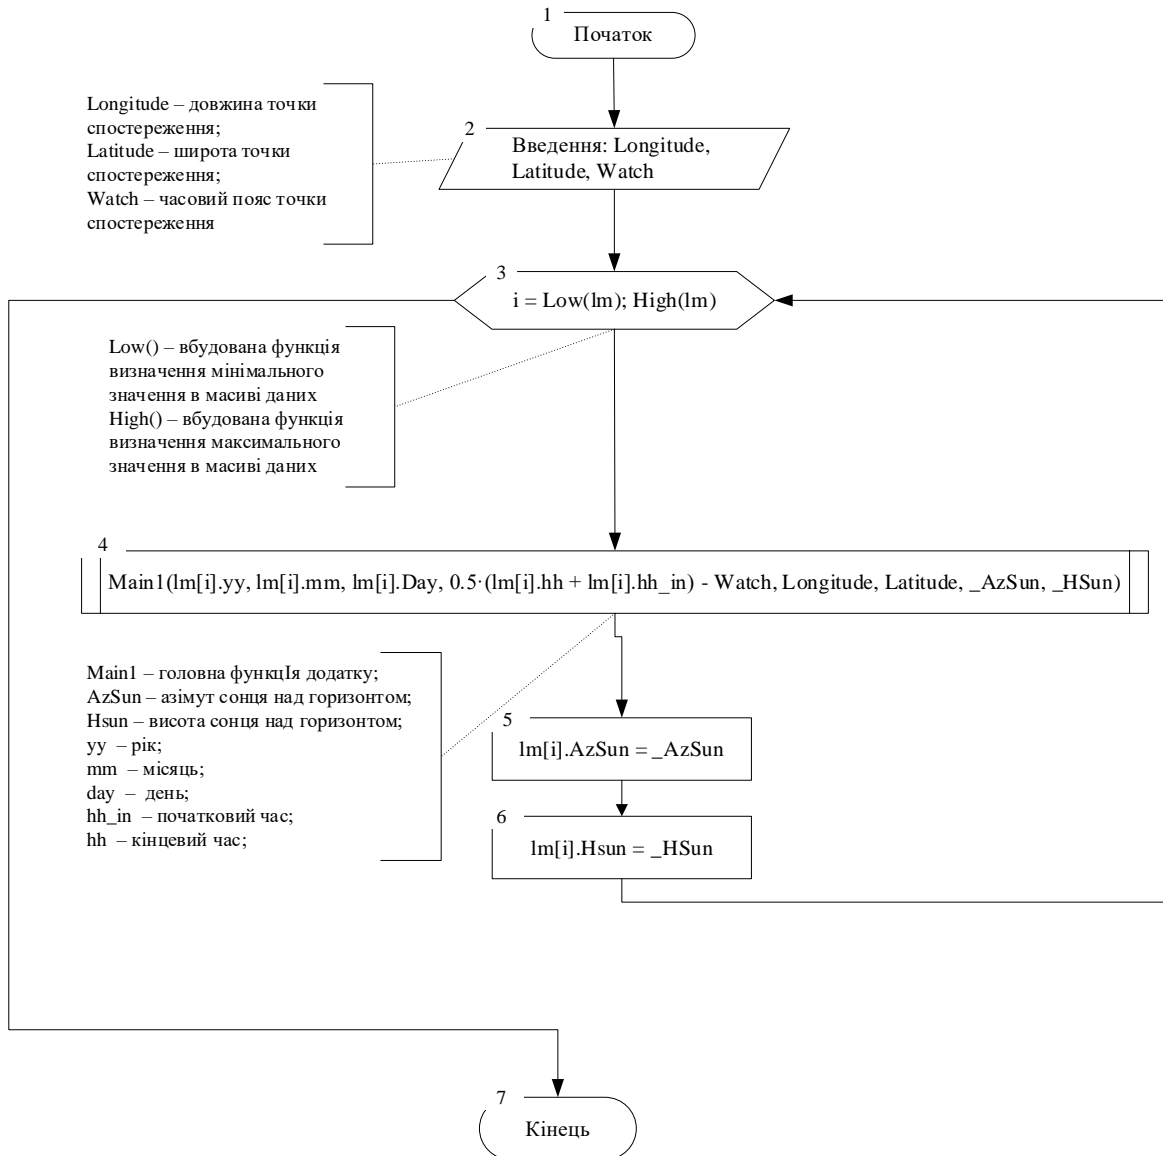 1
Початок
Longitude – довжина точки
спостереження;
Latitude – широта точки
спостереження;
Watch – часовий пояс точки
спостереження
2
Введення: Longitude,
Latitude, Watch
3
i = Low(lm); High(lm)
Low() – вбудована функція
визначення мінімального
значення в масиві даних
High() – вбудована функція
визначення максимального
значення в масиві даних
4
Main1(lm[i].yy, lm[i].mm, lm[i].Day, 0.5·(lm[i].hh + lm[i].hh_in) - Watch, Longitude, Latitude, _AzSun, _HSun)
Main1 – головна функцІя додатку;
AzSun – азімут сонця над горизонтом;
Hsun – висота сонця над горизонтом;
yy – рік;
mm – місяць;
day – день;
hh_in – початковий час;
hh – кінцевий час;
5
lm[i].AzSun = _AzSun
6
lm[i].Hsun = _HSun
7
Кінець